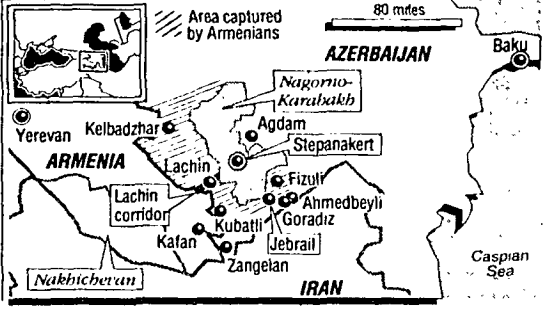 Area captured
by Armenians
80 miles
AZERBAIJAN
Baku
Nagorno-
Karabakh
Yerevan
Kelbadzhar
Agdam
Stepanakert
ARMENIA
Lachin
Fizuli
Lachin
corridor
Ahmedbeyli
Goradiz
Kubatli
Jebrail
Kafan
Zangelan
Nakhichevan
Caspian
Sea
IRAN